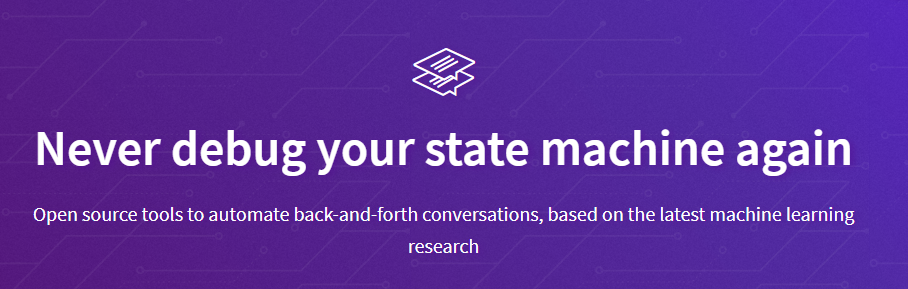 Never debug your state machine again
Open source tools to automate back-and-forth conversations, based on the latest machine learning
research